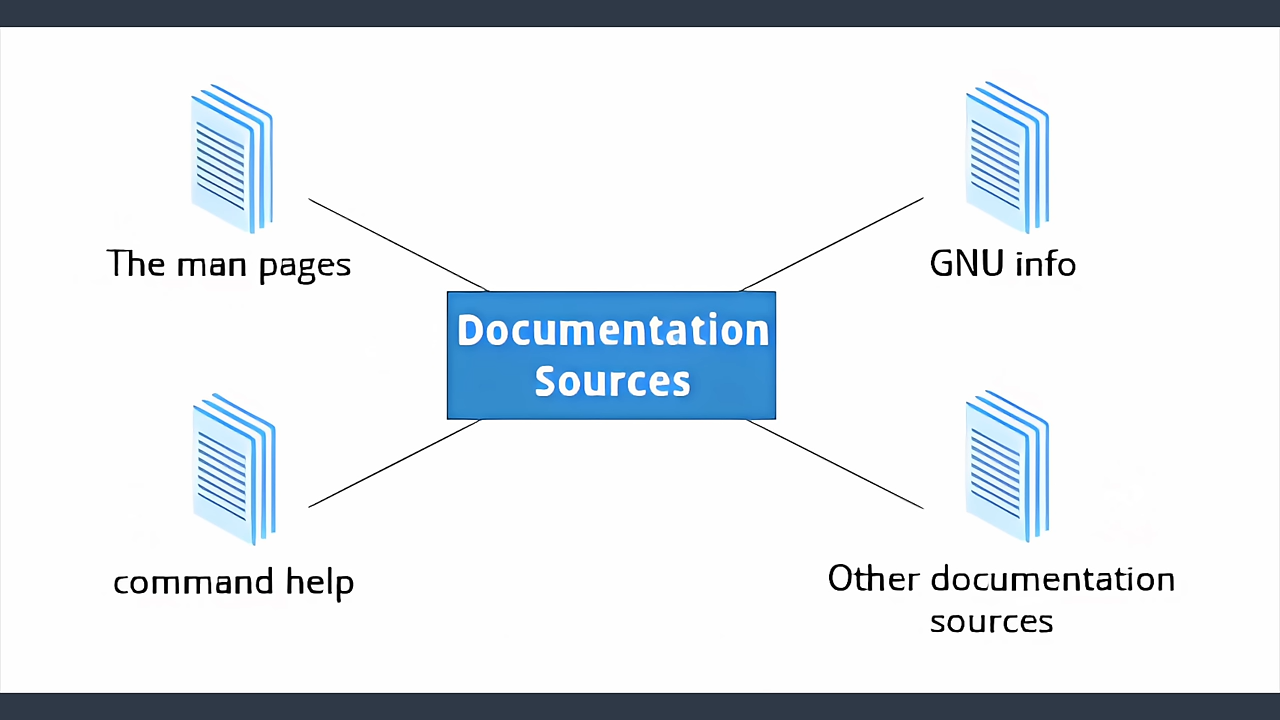 The man pages
GNU info
Documentation
Sources
command help
Other documentation
sources